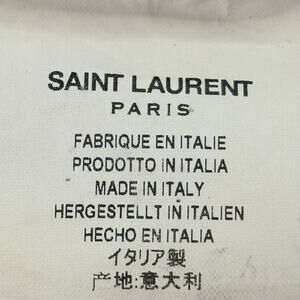 SAINT LAURENT
PARIS
FABRIQUE EN ITALIE
PRODOTTO IN ITALIA
MADE IN ITALY
HERGESTELLT IN ITALIEN
HECHO EN ITALIA
イタリア製
产地:意大利